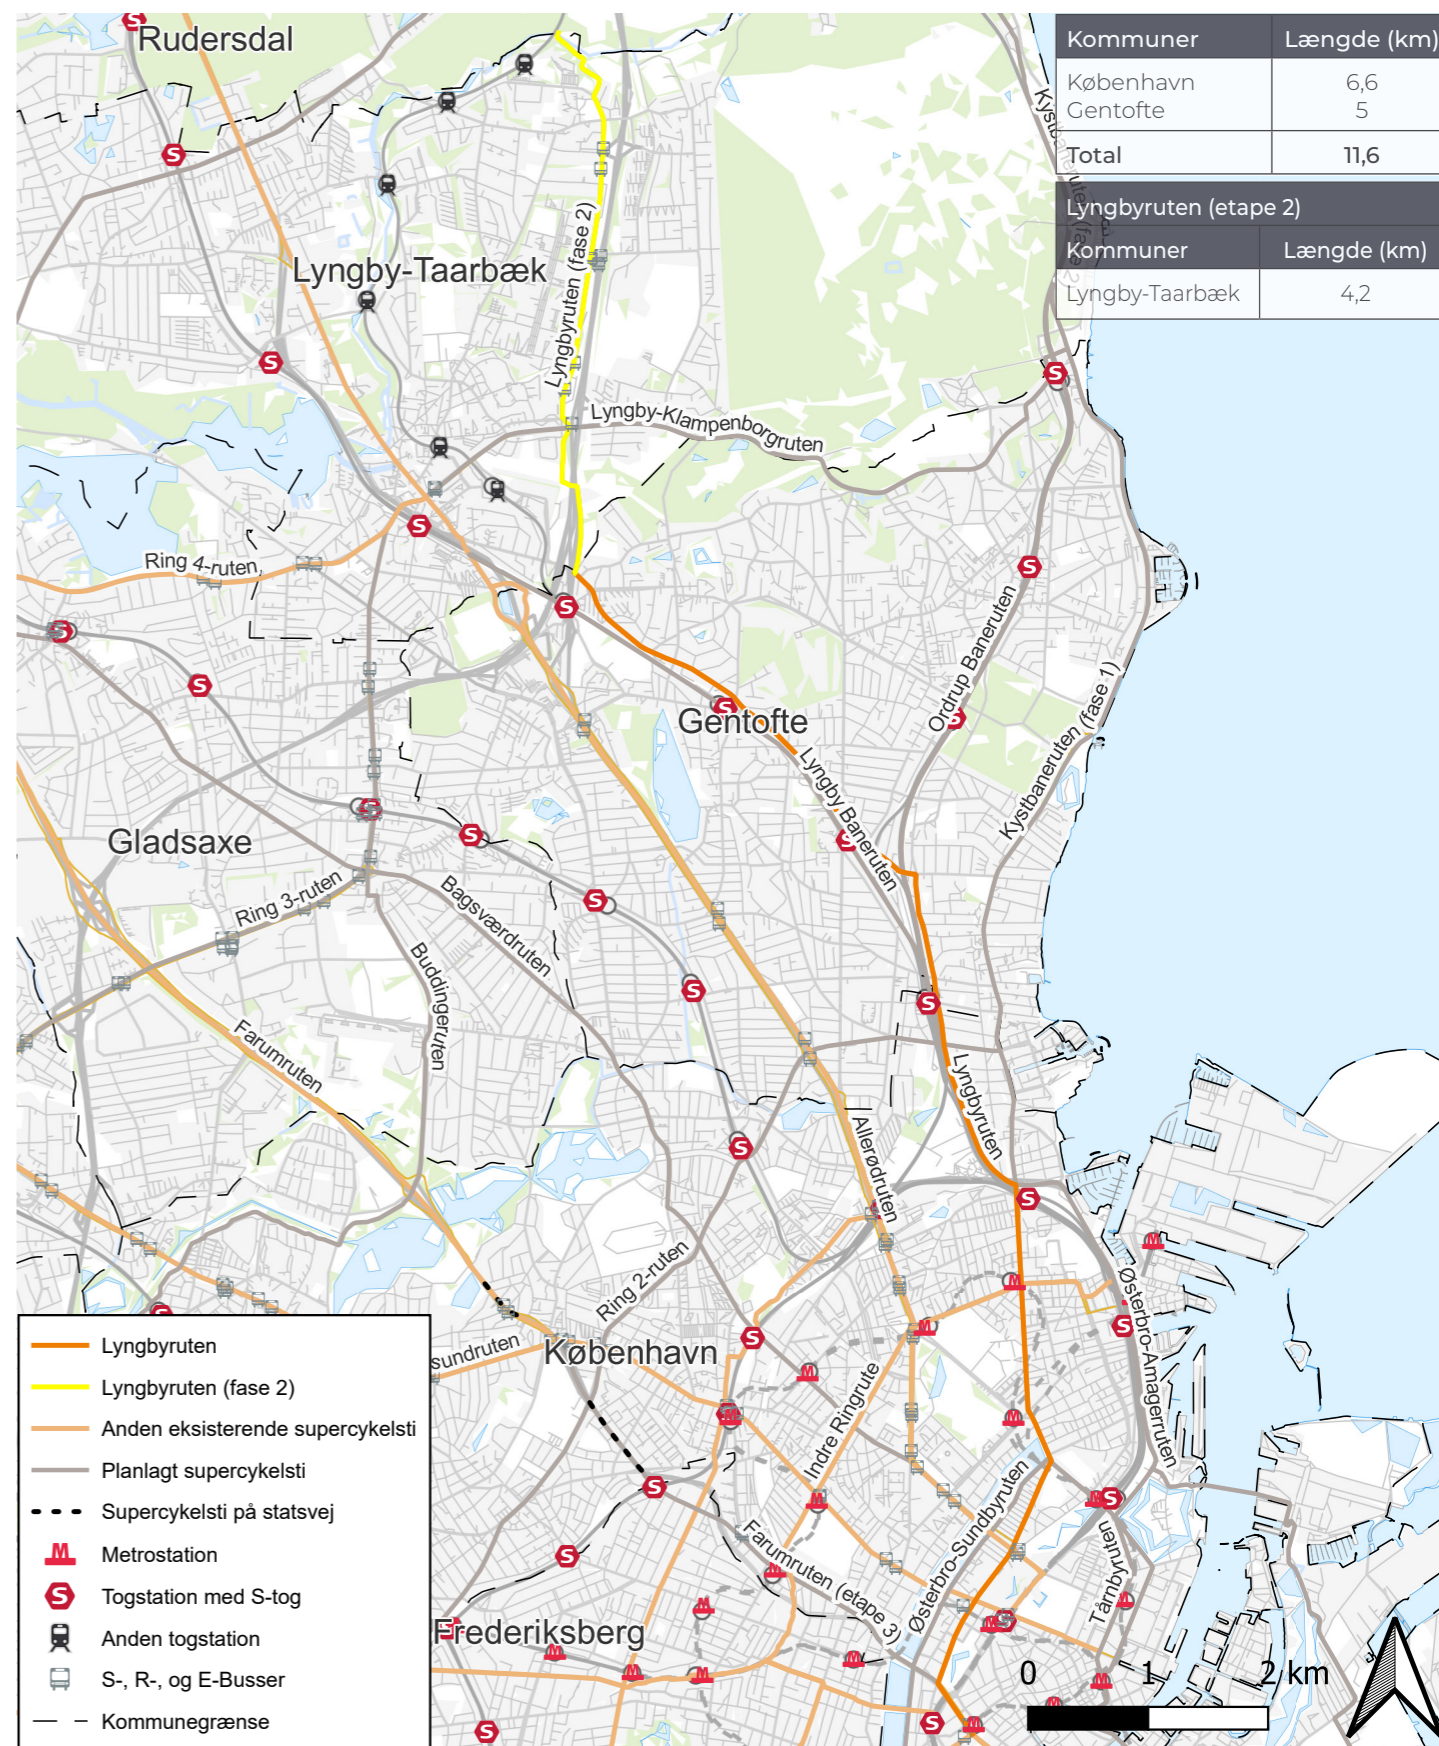 Rudersdal
Kommuner Længde (km)
København 6,6
Gentofte 5
Total 11,6
Lyngbyruten (etape 2)
Kommuner Længde (km)
Lyngby-Taarbæk 4,2
Lyngby-Taarbæk
Lyngbyruten (fase 2)
Lyngby-Klampenborgruten
Ring 4-ruten
Ordrup Baneruten
Kystbaneruten (fase 1)
Gentofte
Lyngby Baneruten
Gladsaxe
Ring 3-ruten
Bagsværdruten
Buddingeruten
Farumruten
Lyngbyruten
Allerødruten
Ring 2-ruten
Østerbro-Amagerruten
København
sundruten
Indre Ringrute
Farumruten (etape 3)
Østerbro-Sundbyruten
Tårnbyruten
Frederiksberg
0 1 2 km
Lyngbyruten
Lyngbyruten (fase 2)
Anden eksisterende supercykelsti
Planlagt supercykelsti
Supercykelsti på statsvej
Metrostation
Togstation med S-tog
Anden togstation
S-, R-, og E-Busser
Kommunegrænse